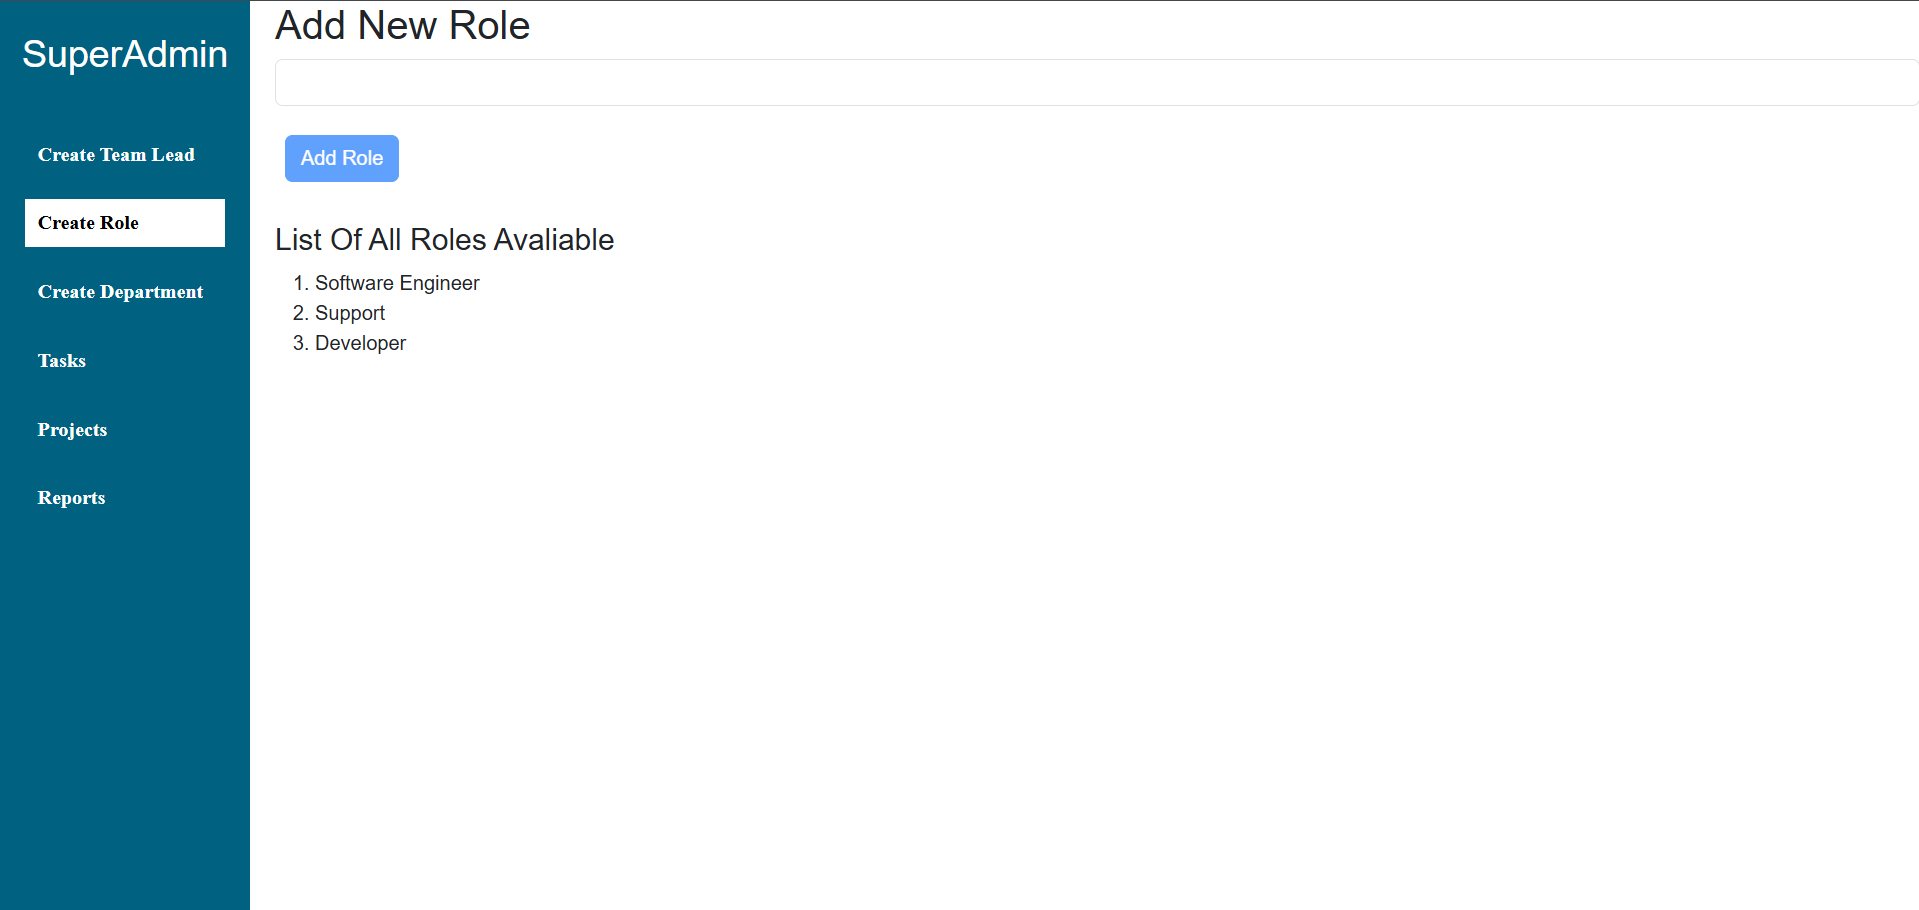 SuperAdmin
Create Team Lead
Create Role
Create Department
Tasks
Projects
Reports
Add New Role
Add Role
List Of All Roles Avaliable
1. Software Engineer
2. Support
3. Developer